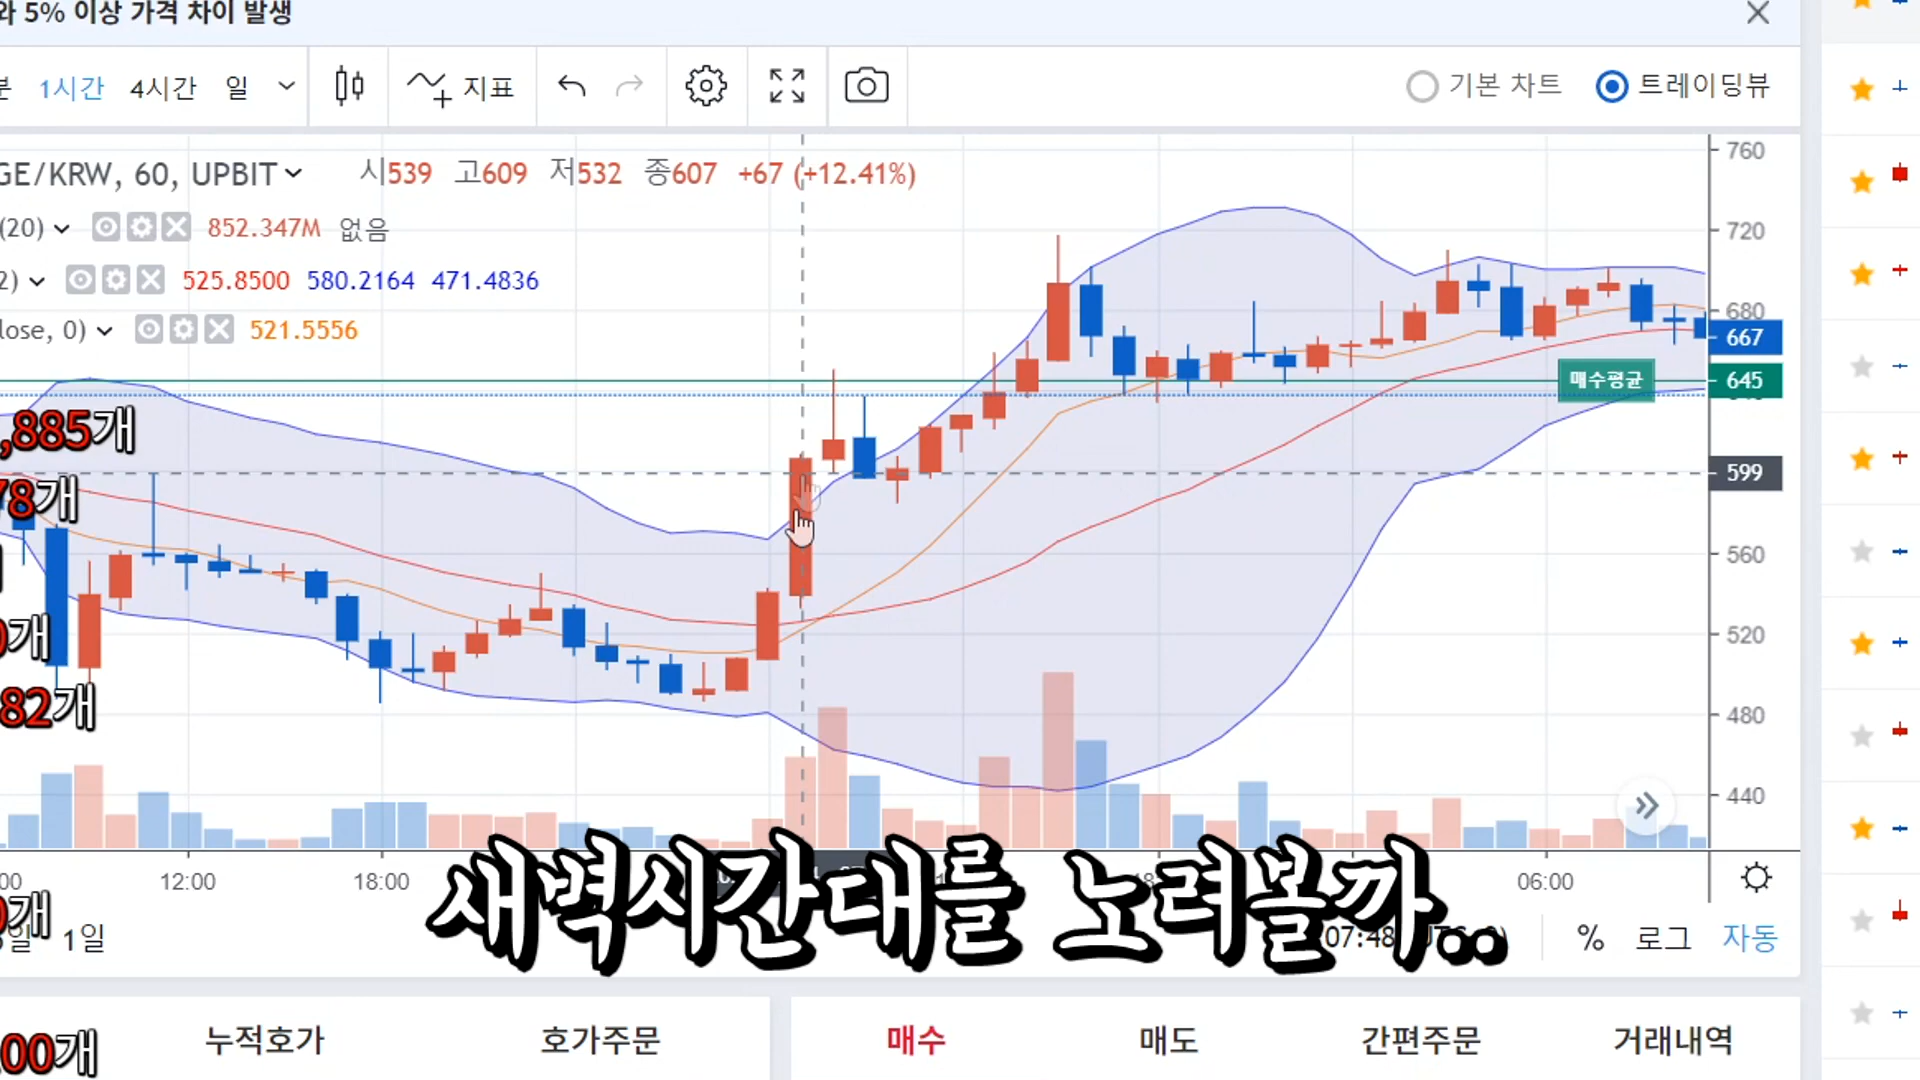 와 5% 이상 가격 차이 발생
분 1시간 4시간 일 지표 기본 차트 트레이딩뷰
GE/KRW, 60, UPBIT 시539 고609 저532 종607 +67 (+12.41%)
(20) 852.347M 없음
2) 525.8500 580.2164 471.4836
lose, 0) 521.5556
760
720
680
667
매수평균 645
,885개
599
78개
560
520
0개
82개
480
440
새벽시간대를 노려볼까..
12:00 18:00 06:00
0개
1일 % 로그 자동
누적호가 호가주문 매수 매도 간편주문 거래내역
00개